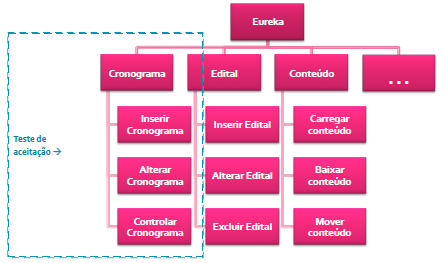 Eureka
Cronograma
Edital
Conteúdo
...
Inserir
Cronograma
Inserir Edital
Carregar
conteúdo
Teste de
aceitação →
Alterar
Cronograma
Alterar Edital
Baixar
conteúdo
Controlar
Cronograma
Excluir Edital
Mover
conteúdo